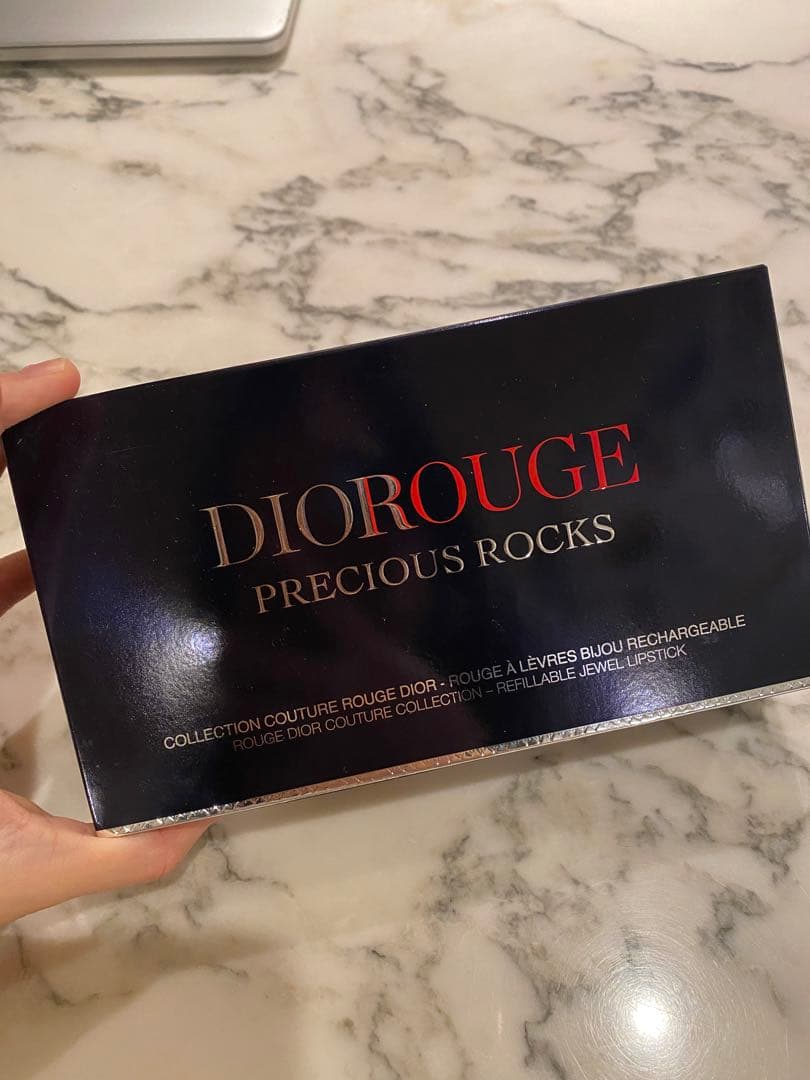 DIOROUGE
PRECIOUS ROCKS
COLLECTION COUTURE ROUGE DIOR - ROUGE À LÈVRES BIJOU RECHARGEABLE
ROUGE DIOR COUTURE COLLECTION – REFILLABLE JEWEL LIPSTICK